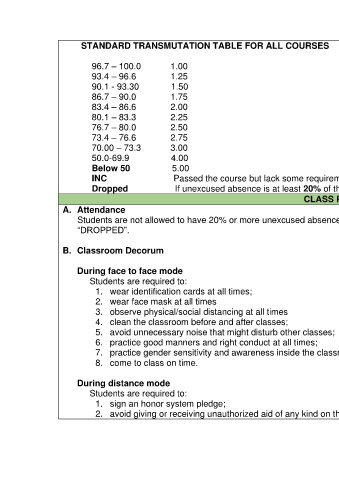 STANDARD TRANSMUTATION TABLE FOR ALL COURSES
96.7 – 100.0 1.00
93.4 – 96.6 1.25
90.1 - 93.30 1.50
86.7 – 90.0 1.75
83.4 – 86.6 2.00
80.1 – 83.3 2.25
76.7 – 80.0 2.50
73.4 – 76.6 2.75
70.00 – 73.3 3.00
50.0-69.9 4.00
Below 50 5.00
INC Passed the course but lack some
Dropped If unexcused absence is at least 20% of
CLASS
A. Attendance
Students are not allowed to have 20% or more unexcused
“DROPPED”.
B. Classroom Decorum
During face to face mode
Students are required to:
1. wear identification cards at all times;
2. wear face mask at all times
3. observe physical/social distancing at all times
4. clean the classroom before and after classes;
5. avoid unnecessary noise that might disturb other classes;
6. practice good manners and right conduct at all times;
7. practice gender sensitivity and awareness inside the
8. come to class on time.
During distance mode
Students are required to:
1. sign an honor system pledge;
2. avoid giving or receiving unauthorized aid of any kind on